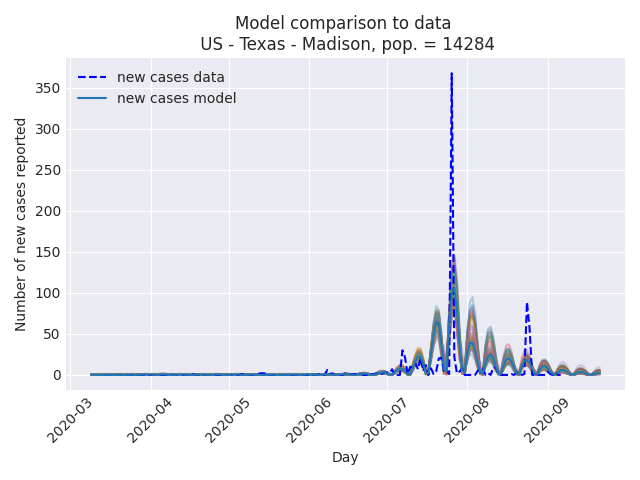 Model comparison to data
US - Texas - Madison, pop. = 14284
new cases data
new cases model
Number of new cases reported
350
300
250
200
150
100
50
0
2020-03
2020-04
2020-05
2020-06
2020-07
2020-08
2020-09
Day